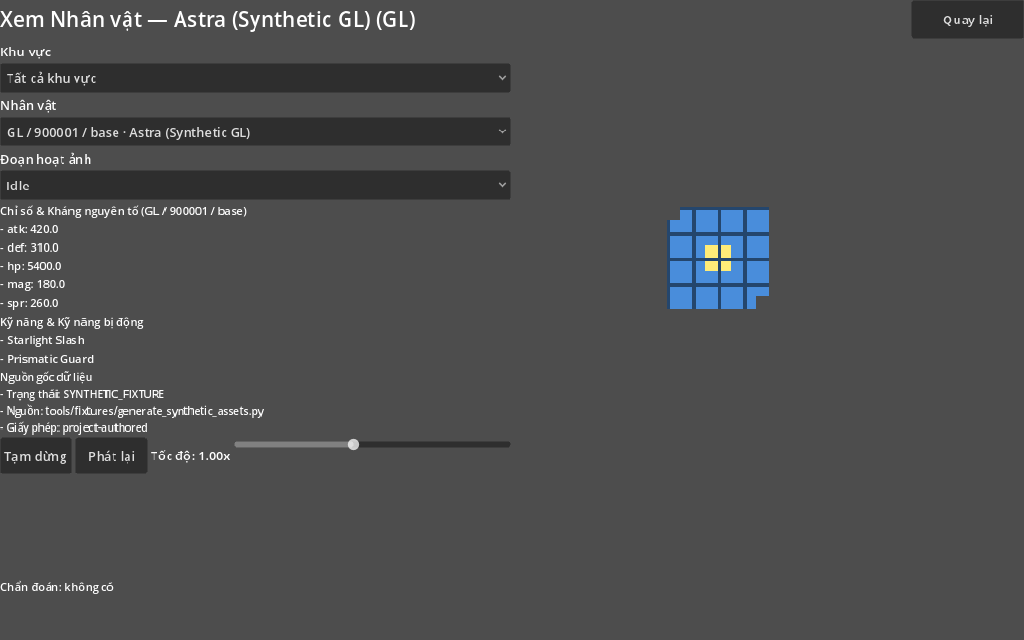 Xem Nhân vật — Astra (Synthetic GL) (GL)
Quay lại
Khu vực
Tất cả khu vực
Nhân vật
GL / 900001 / base · Astra (Synthetic GL)
Đoạn hoạt ảnh
Idle
Chỉ số & Kháng nguyên tố (GL / 900001 / base)
- atk: 420.0
- def: 310.0
- hp: 5400.0
- mag: 180.0
- spr: 260.0
Kỹ năng & Kỹ năng bị động
- Starlight Slash
- Prismatic Guard
Nguồn gốc dữ liệu
- Trạng thái: SYNTHETIC_FIXTURE
- Nguồn: tools/fixtures/generate_synthetic_assets.py
- Giấy phép: project-authored
Tạm dừng
Phát lại
Tốc độ: 1.00x
Chẩn đoán: không có